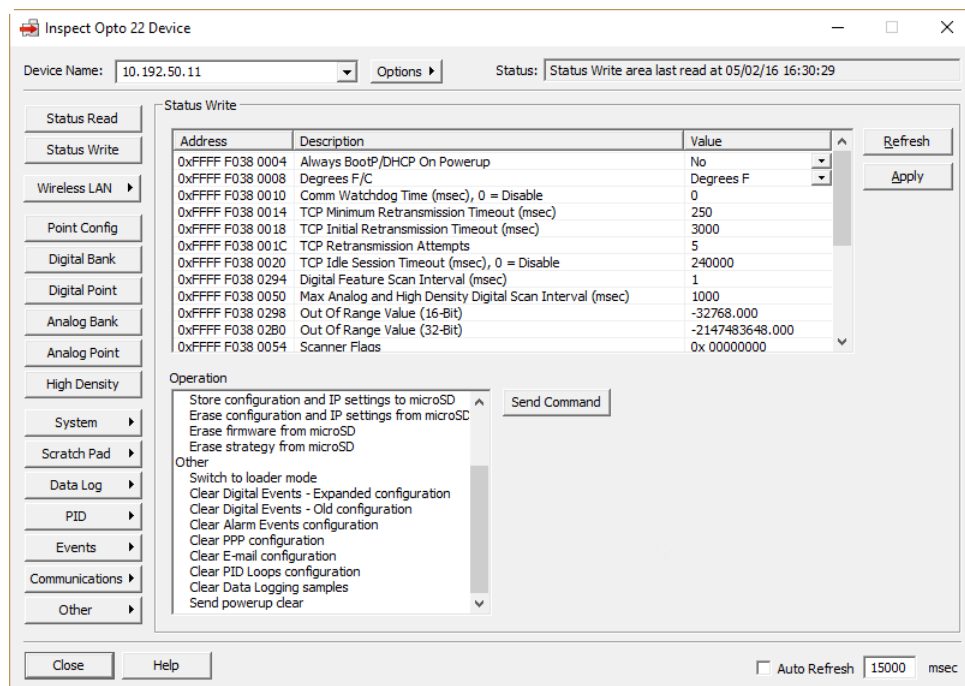 Inspect Opto 22 Device
Device Name: 10.192.50.11 Options Status: Status Write area last read at 05/02/16 16:30:29
Status Read
Status Write
Wireless LAN
Point Config
Digital Bank
Digital Point
Analog Bank
Analog Point
High Density
System
Scratch Pad
Data Log
PID
Events
Communications
Other
Status Write
Address Description Value
0xFFFF F038 0004 Always BootP/DHCP On Powerup No
0xFFFF F038 0008 Degrees F/C Degrees F
0xFFFF F038 0010 Comm Watchdog Time (msec), 0 = Disable 0
0xFFFF F038 0014 TCP Minimum Retransmission Timeout (msec) 250
0xFFFF F038 0018 TCP Initial Retransmission Timeout (msec) 3000
0xFFFF F038 001C TCP Retransmission Attempts 5
0xFFFF F038 0020 TCP Idle Session Timeout (msec), 0 = Disable 240000
0xFFFF F038 0294 Digital Feature Scan Interval (msec) 1
0xFFFF F038 0050 Max Analog and High Density Digital Scan Interval (msec) 1000
0xFFFF F038 0298 Out Of Range Value (16-Bit) -32768.000
0xFFFF F038 02B0 Out Of Range Value (32-Bit) -2147483648.000
0xFFFF F038 0054 Scanner Flags 0x 00000000
Refresh
Apply
Operation
Store configuration and IP settings to microSD
Erase configuration and IP settings from microSD
Erase firmware from microSD
Erase strategy from microSD
Other
Switch to loader mode
Clear Digital Events - Expanded configuration
Clear Digital Events - Old configuration
Clear Alarm Events configuration
Clear PPP configuration
Clear E-mail configuration
Clear PID Loops configuration
Clear Data Logging samples
Send powerup clear
Send Command
Close Help Auto Refresh 15000 msec